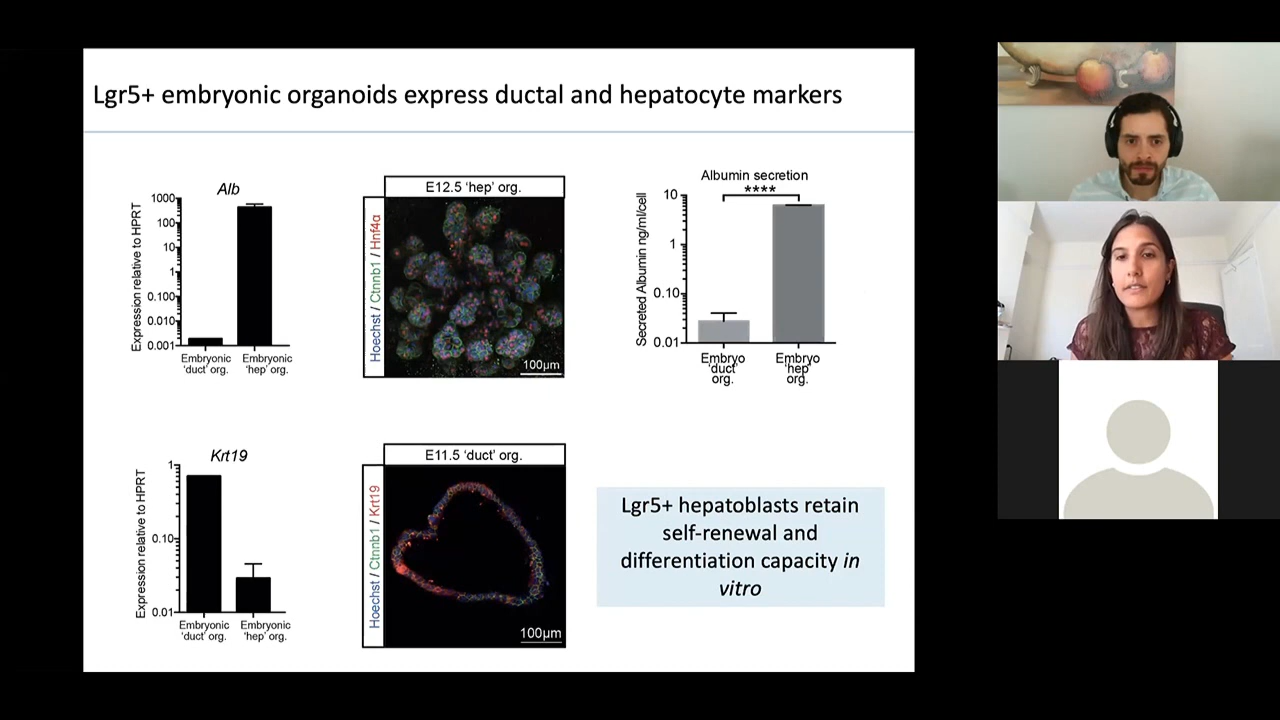 Lgr5+ embryonic organoids express ductal and hepatocyte markers
Alb
Expression relative to HPRT
1000
100
10
1
0.100
0.010
0.001
Embryonic
'duct' org.
Embryonic
'hep' org.
E12.5 'hep' org.
Hoechst / Ctnnb1 / Hnf4α
100μm
Albumin secretion
****
Secreted Albumin ng/ml/cell
10
1
0.10
0.01
Embryo
'duct'
org.
Embryo
'hep'
org.
Krt19
Expression relative to HPRT
1
0.10
0.01
Embryonic
'duct' org.
Embryonic
'hep' org.
E11.5 'duct' org.
Hoechst / Ctnnb1 / Krt19
100μm
Lgr5+ hepatoblasts retain
self-renewal and
differentiation capacity in
vitro